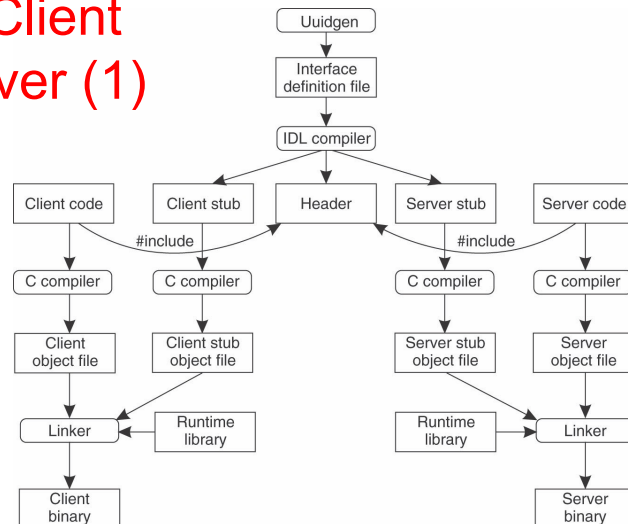 Client
ver (1)
Uuidgen
Interface
definition file
IDL compiler
Client code
Client stub
Header
Server stub
Server code
#include
#include
C compiler
C compiler
C compiler
C compiler
Client
object file
Client stub
object file
Server stub
object file
Server
object file
Linker
Runtime
library
Runtime
library
Linker
Client
binary
Server
binary